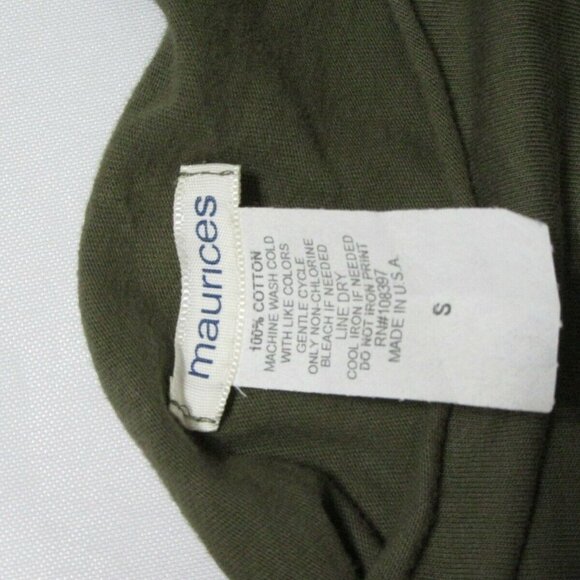 maurices
100% COTTON
MACHINE WASH COLD
WITH LIKE COLORS
GENTLE CYCLE
ONLY NON-CHLORINE
BLEACH IF NEEDED
LINE DRY
COOL IRON IF NEEDED
DO NOT IRON PRINT
RN#108397
MADE IN U.S.A.
S